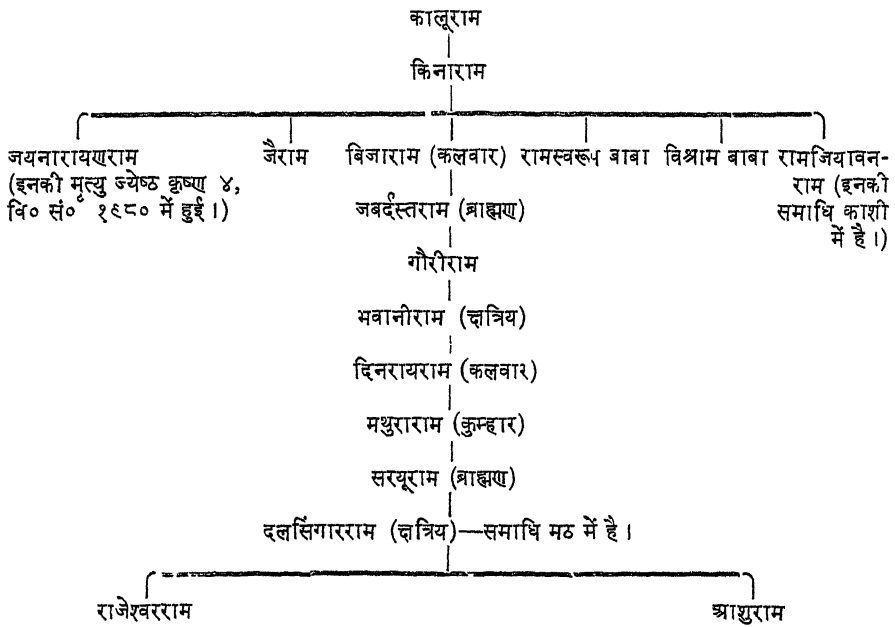 कालूराम
किनाराम
जयनारायणराम जैराम बिजाराम (कलवार) रामस्वरूप बाबा विश्राम बाबा रामजियावन-
(इनकी मृत्यु ज्येष्ठ कृष्ण ४, राम (इनकी
वि० सं० १९८० में हुई।) जबर्दस्तराम (ब्राह्मण) समाधि काशी
में है।)
गौरीराम
भवानीराम (क्षत्रिय)
दिनरायराम (कलवार)
मथुराराम (कुम्हार)
सरयूराम (ब्राह्मण)
दलसिंगारराम (क्षत्रिय)—समाधि मठ में है।
राजेश्वरराम आशुराम